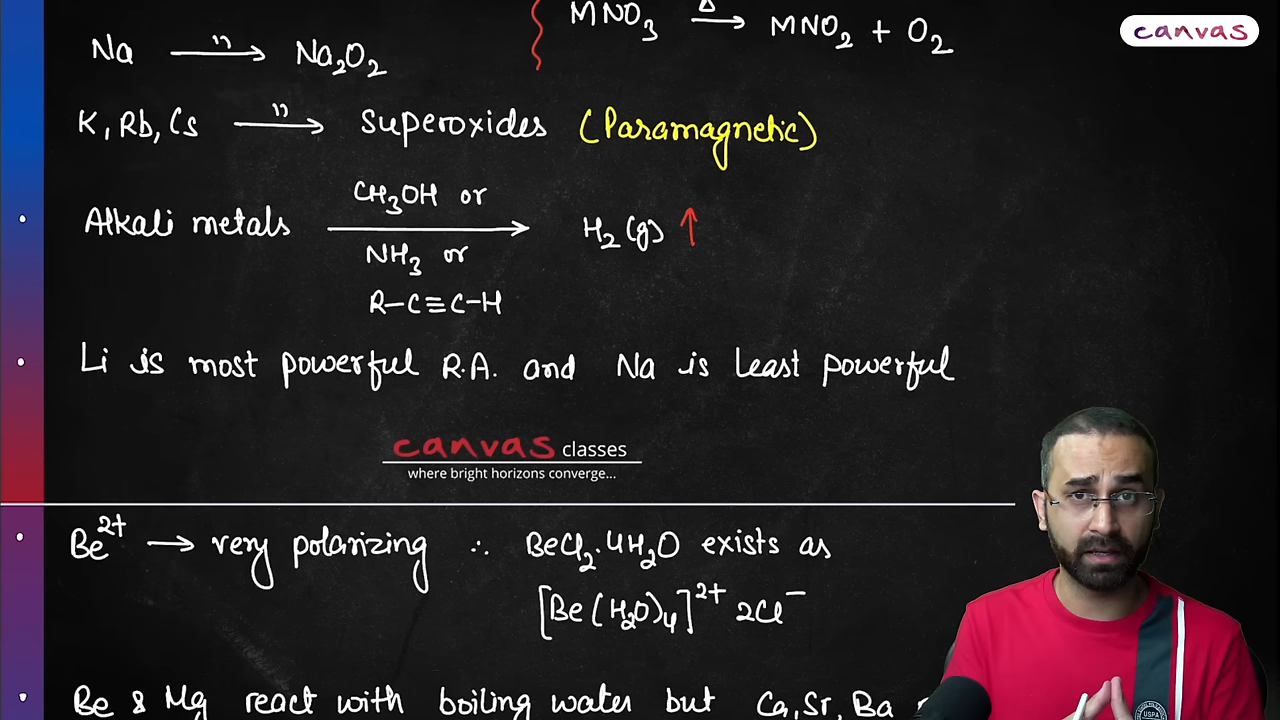 MNO₃ —Δ→ MNO₂ + O₂
canvas
Na —”→ Na₂O₂
K, Rb, Cs —”→ superoxides (Paramagnetic)
Alkali metals —CH₃OH or→ H₂(g) ↑
NH₃ or
R–C≡C–H
Li is most powerful R.A. and Na is least powerful
canvas classes
where bright horizons converge...
Be²⁺ → very polarizing ∴ BeCl₂.4H₂O exists as
[Be(H₂O)₄]²⁺ 2Cl⁻
Be & Mg react with boiling water but Ca, Sr, Ba